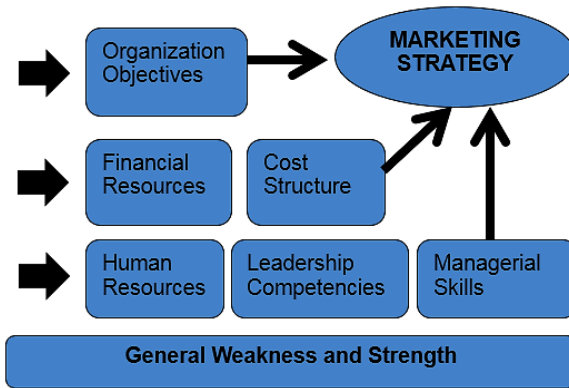 Organization
Objectives
MARKETING
STRATEGY
Financial
Resources
Cost
Structure
Human
Resources
Leadership
Competencies
Managerial
Skills
General Weakness and Strength